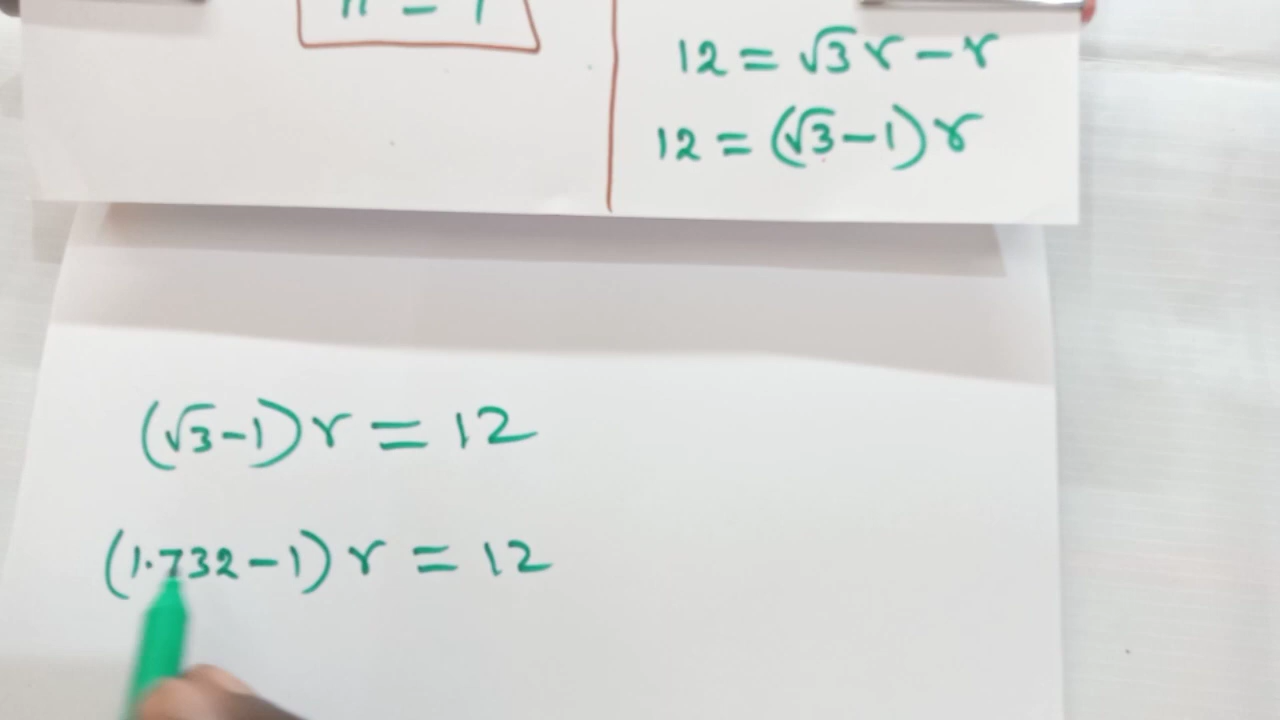 12 = √3 r - r
12 = (√3 - 1) r
(√3 - 1) r = 12
(1.732 - 1) r = 12